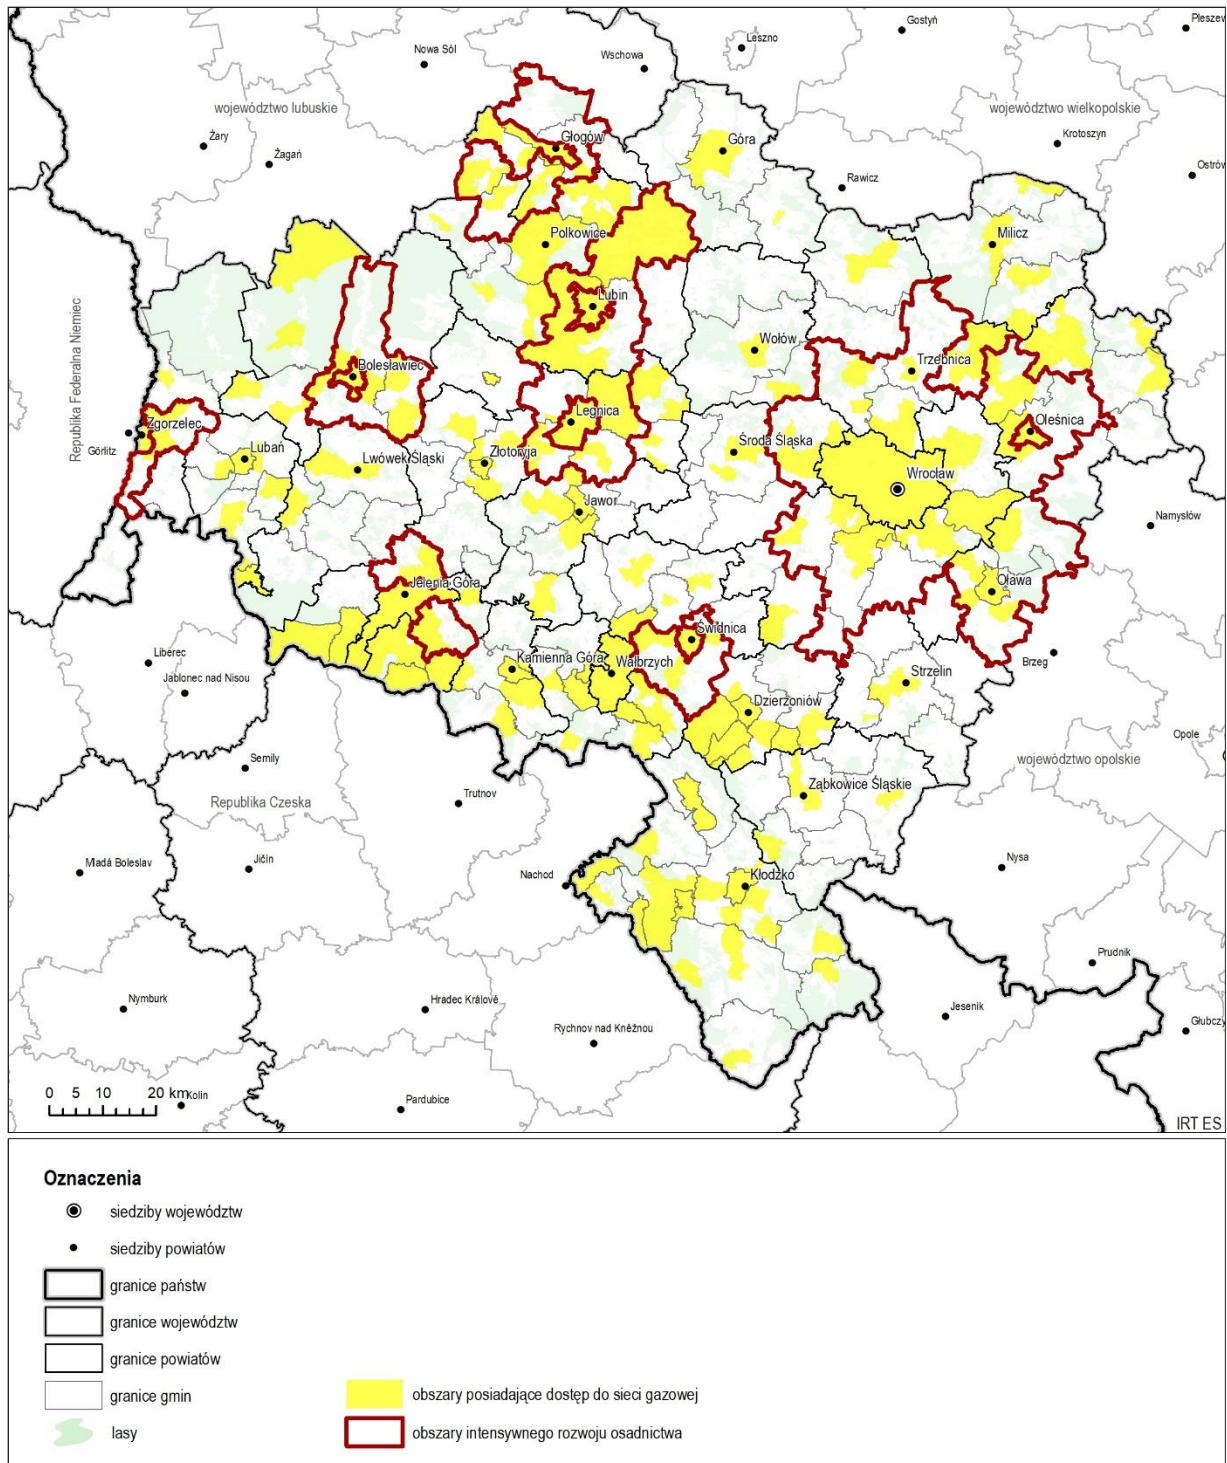 Gostyń
Pleszew
Leszno
Nowa Sól
Wschowa
województwo lubuskie
województwo wielkopolskie
Żary
Żagań
Krotoszyn
Głogów
Góra
Rawicz
Ostrów
Polkowice
Milicz
Republika Federalna Niemiec
Lubin
Wołów
Bolesławiec
Trzebnica
Zgorzelec
Legnica
Oleśnica
Görlitz
Lubań
Lwówek Śląski
Złotoryja
Środa Śląska
Wrocław
Jawor
Namysłów
Jelenia Góra
Oława
Świdnica
Liberec
Kamienna Góra
Wałbrzych
Brzeg
Jablonec nad Nisou
Strzelin
Dzierżoniów
Opole
Semily
województwo opolskie
Republika Czeska
Trutnov
Ząbkowice Śląskie
Mladá Boleslav
Jičín
Nysa
Nachod
Kłodzko
Prudnik
Nymburk
Hradec Králové
Jesenik
Rychnov nad Kněžnou
Głubczy
0 5 10 20 km
Kolín
Pardubice
IRT ES
Oznaczenia
siedziby województw
siedziby powiatów
granice państw
granice województw
granice powiatów
granice gmin
obszary posiadające dostęp do sieci gazowej
lasy
obszary intensywnego rozwoju osadnictwa